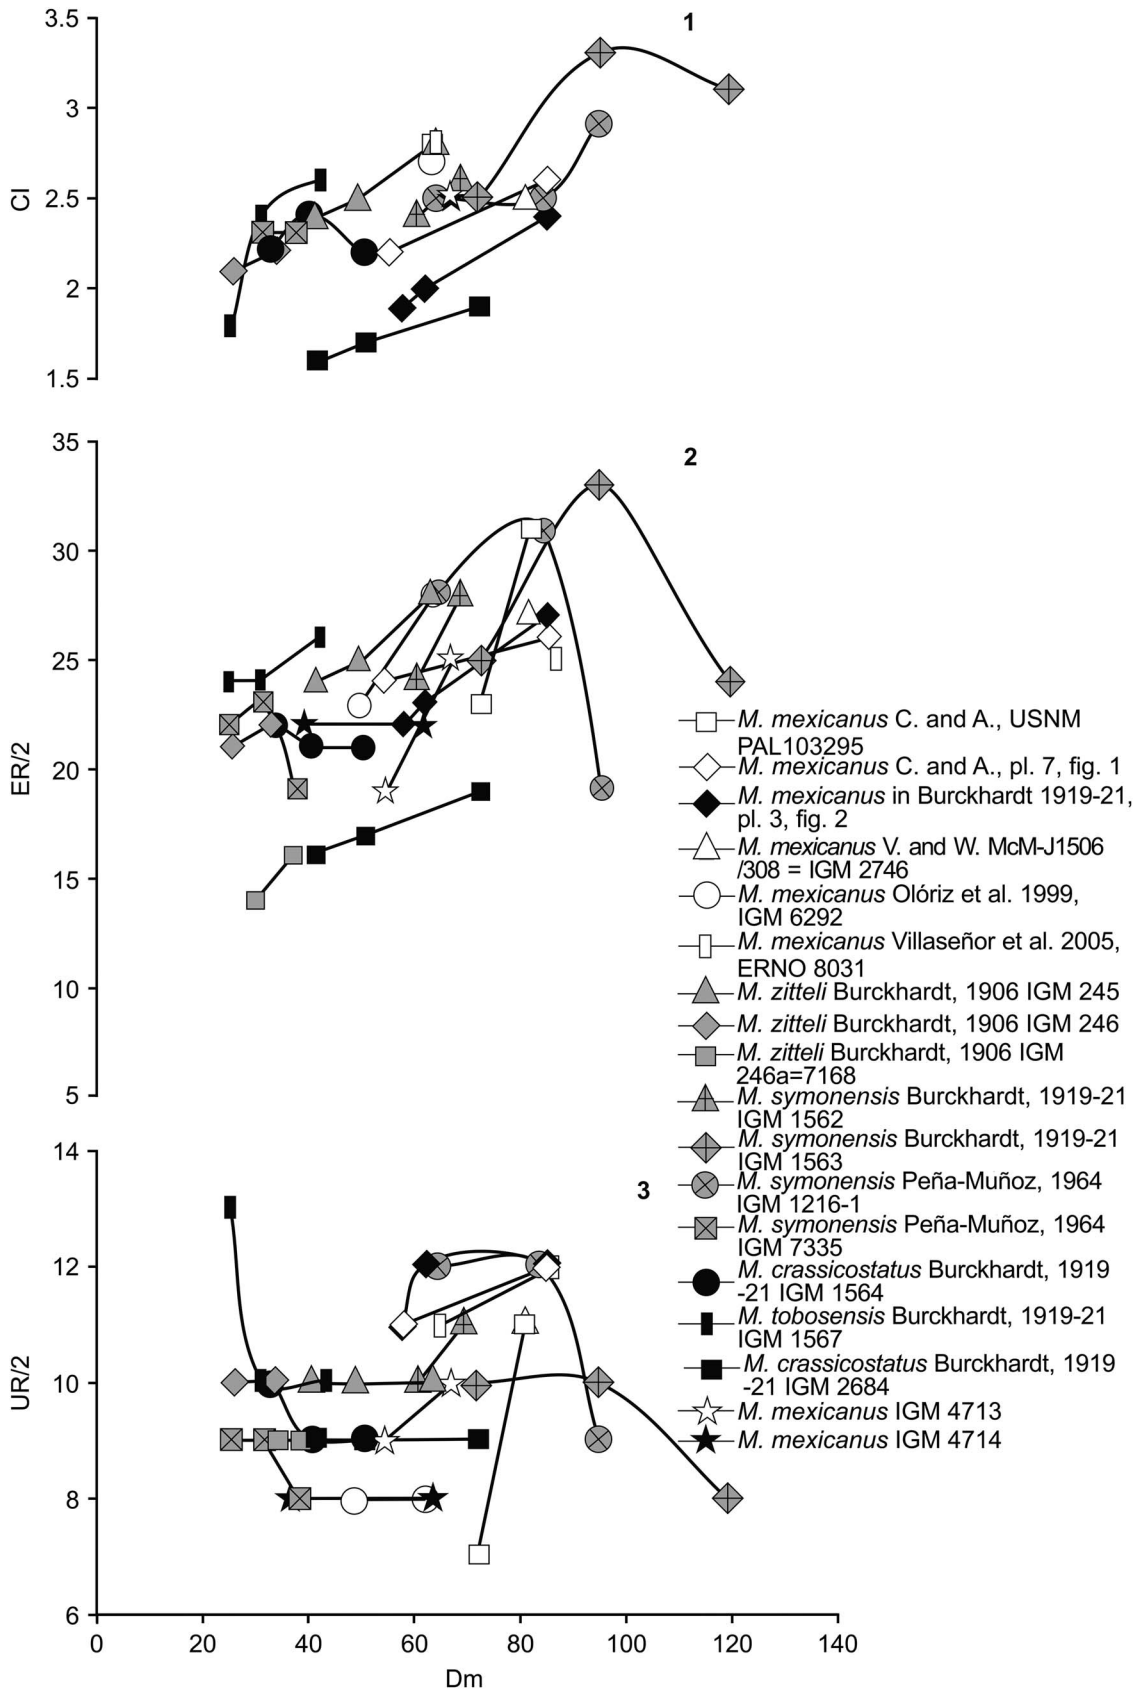 1
3.5
3
2.5
2
1.5
CI
2
35
30
25
20
15
10
5
ER/2
M. mexicanus C. and A., USNM
PAL103295
M. mexicanus C. and A., pl. 7, fig. 1
M. mexicanus in Burckhardt 1919-21,
pl. 3, fig. 2
M. mexicanus V. and W. McM-J1506
/308 = IGM 2746
M. mexicanus Olóriz et al. 1999,
IGM 6292
M. mexicanus Villaseñor et al. 2005,
ERNO 8031
M. zitteli Burckhardt, 1906 IGM 245
M. zitteli Burckhardt, 1906 IGM 246
M. zitteli Burckhardt, 1906 IGM
246a=7168
M. symonensis Burckhardt, 1919-21
IGM 1562
M. symonensis Burckhardt, 1919-21
IGM 1563
M. symonensis Peña-Muñoz, 1964
IGM 1216-1
M. symonensis Peña-Muñoz, 1964
IGM 7335
M. crassicostatus Burckhardt, 1919
-21 IGM 1564
M. tobosensis Burckhardt, 1919-21
IGM 1567
M. crassicostatus Burckhardt, 1919
-21 IGM 2684
M. mexicanus IGM 4713
M. mexicanus IGM 4714
3
14
12
10
8
6
UR/2
0 20 40 60 80 100 120 140
Dm